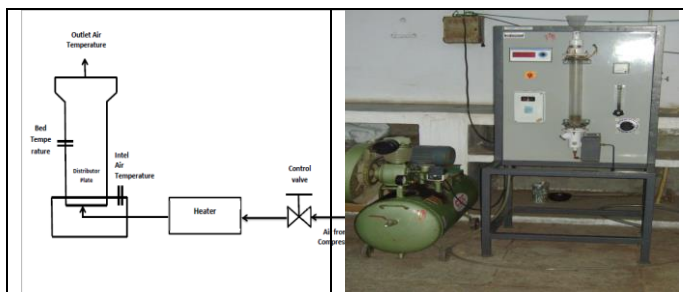 Outlet Air
Temperature
Bed
Tempe
rature
Distributor
Plate
Intel
Air
Temperature
Control
valve
Heater
Air from
Compres